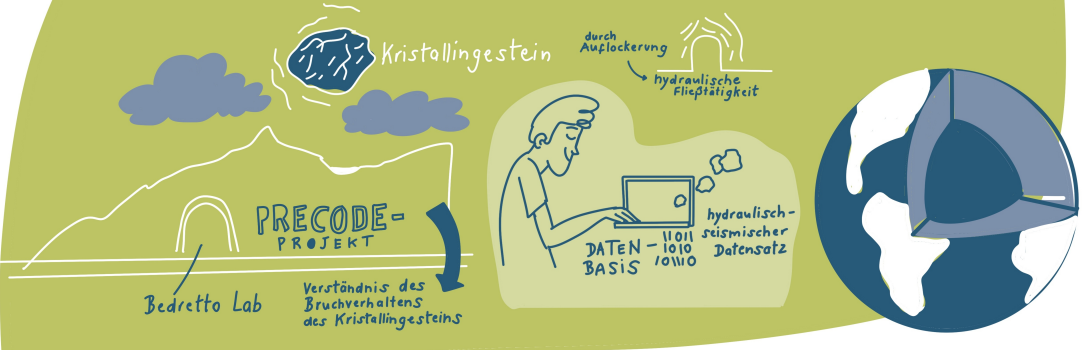 Kristallingestein
durch
Auflockerung
hydraulische
Fließtätigkeit
PRECODE-
PROJEKT
Bedretto Lab
Verständnis des
Bruchverhaltens
des Kristallingesteins
DATEN-
BASIS
11011
1010
101110
hydraulisch-
seismischer
Datensatz